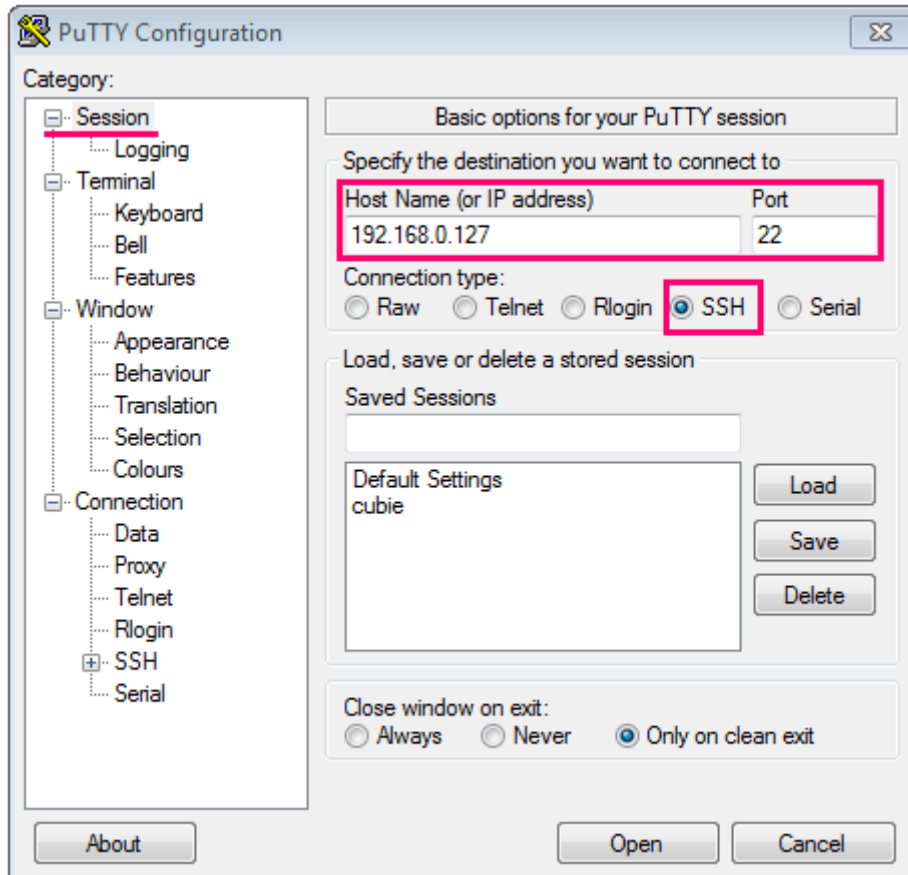 PuTTY Configuration
Category:
Session
Logging
Terminal
Keyboard
Bell
Features
Window
Appearance
Behaviour
Translation
Selection
Colours
Connection
Data
Proxy
Telnet
Rlogin
SSH
Serial
Basic options for your PuTTY session
Specify the destination you want to connect to
Host Name (or IP address) Port
192.168.0.127 22
Connection type:
Raw Telnet Rlogin SSH Serial
Load, save or delete a stored session
Saved Sessions
Default Settings
cubie
Load
Save
Delete
Close window on exit:
Always Never Only on clean exit
About Open Cancel